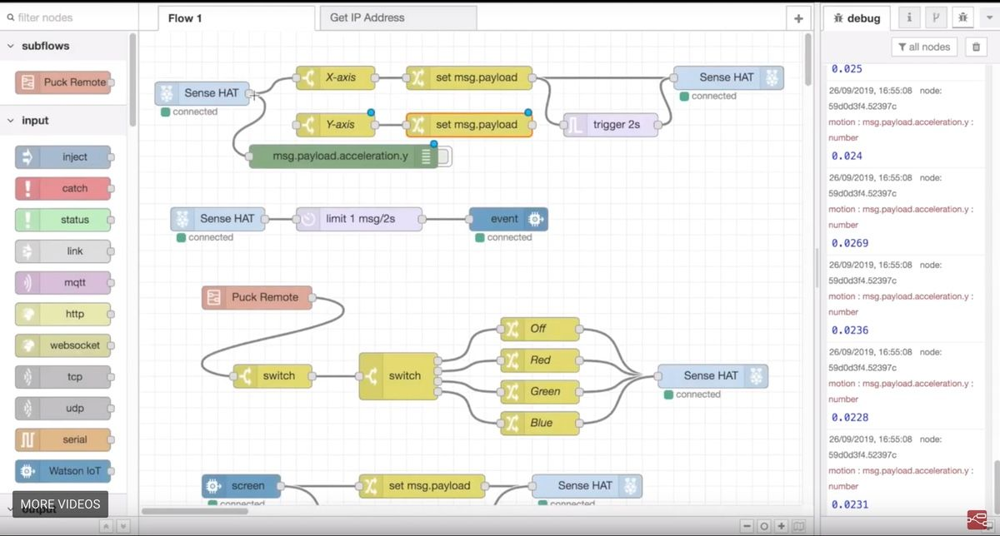 filter nodes
Flow 1
Get IP Address
debug
i
subflows
Puck Remote
input
inject
catch
status
link
mqtt
http
websocket
tcp
udp
serial
Watson IoT
MORE VIDEOS
Sense HAT
connected
X-axis
set msg.payload
Sense HAT
connected
Y-axis
set msg.payload
trigger 2s
msg.payload.acceleration.y
Sense HAT
connected
limit 1 msg/2s
event
connected
Puck Remote
switch
switch
Off
Red
Green
Blue
Sense HAT
connected
screen
connected
set msg.payload
Sense HAT
connected
all nodes
0.025
26/09/2019, 16:55:08 node:
59d0d3f4.52397c
motion : msg.payload.acceleration.y :
number
0.024
26/09/2019, 16:55:08 node:
59d0d3f4.52397c
motion : msg.payload.acceleration.y :
number
0.0269
26/09/2019, 16:55:08 node:
59d0d3f4.52397c
motion : msg.payload.acceleration.y :
number
0.0236
26/09/2019, 16:55:08 node:
59d0d3f4.52397c
motion : msg.payload.acceleration.y :
number
0.0228
26/09/2019, 16:55:08 node:
59d0d3f4.52397c
motion : msg.payload.acceleration.y :
number
0.0231